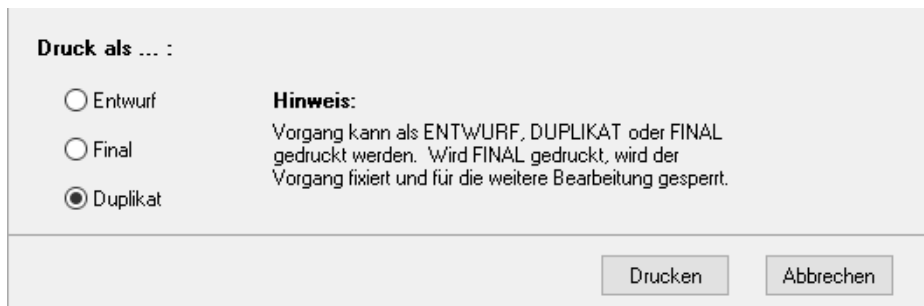 Druck als ... :
Entwurf
Final
Duplikat
Hinweis:
Vorgang kann als ENTWURF, DUPLIKAT oder FINAL
gedruckt werden.  Wird FINAL gedruckt, wird der
Vorgang fixiert und für die weitere Bearbeitung gesperrt.
Drucken
Abbrechen